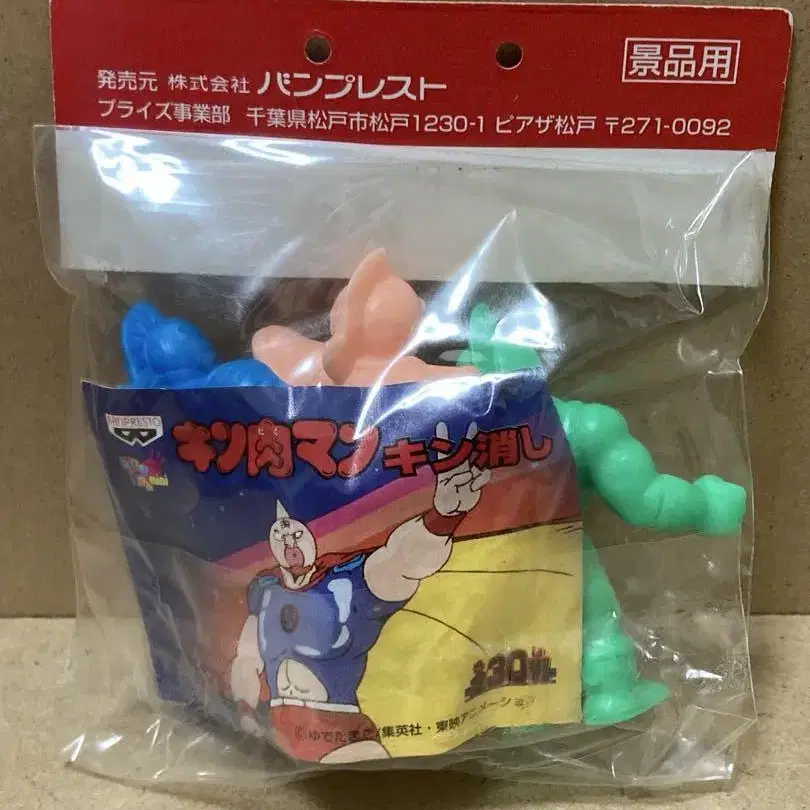 発売元 株式会社 バンプレスト
景品用
プライズ事業部 千葉県松戸市松戸1230-1 ピアザ松戸 〒271-0092
BANPRESTO
キン肉マン キン消し
にく
mini
肉
© ゆでたまご/集英社・東映アニメーション